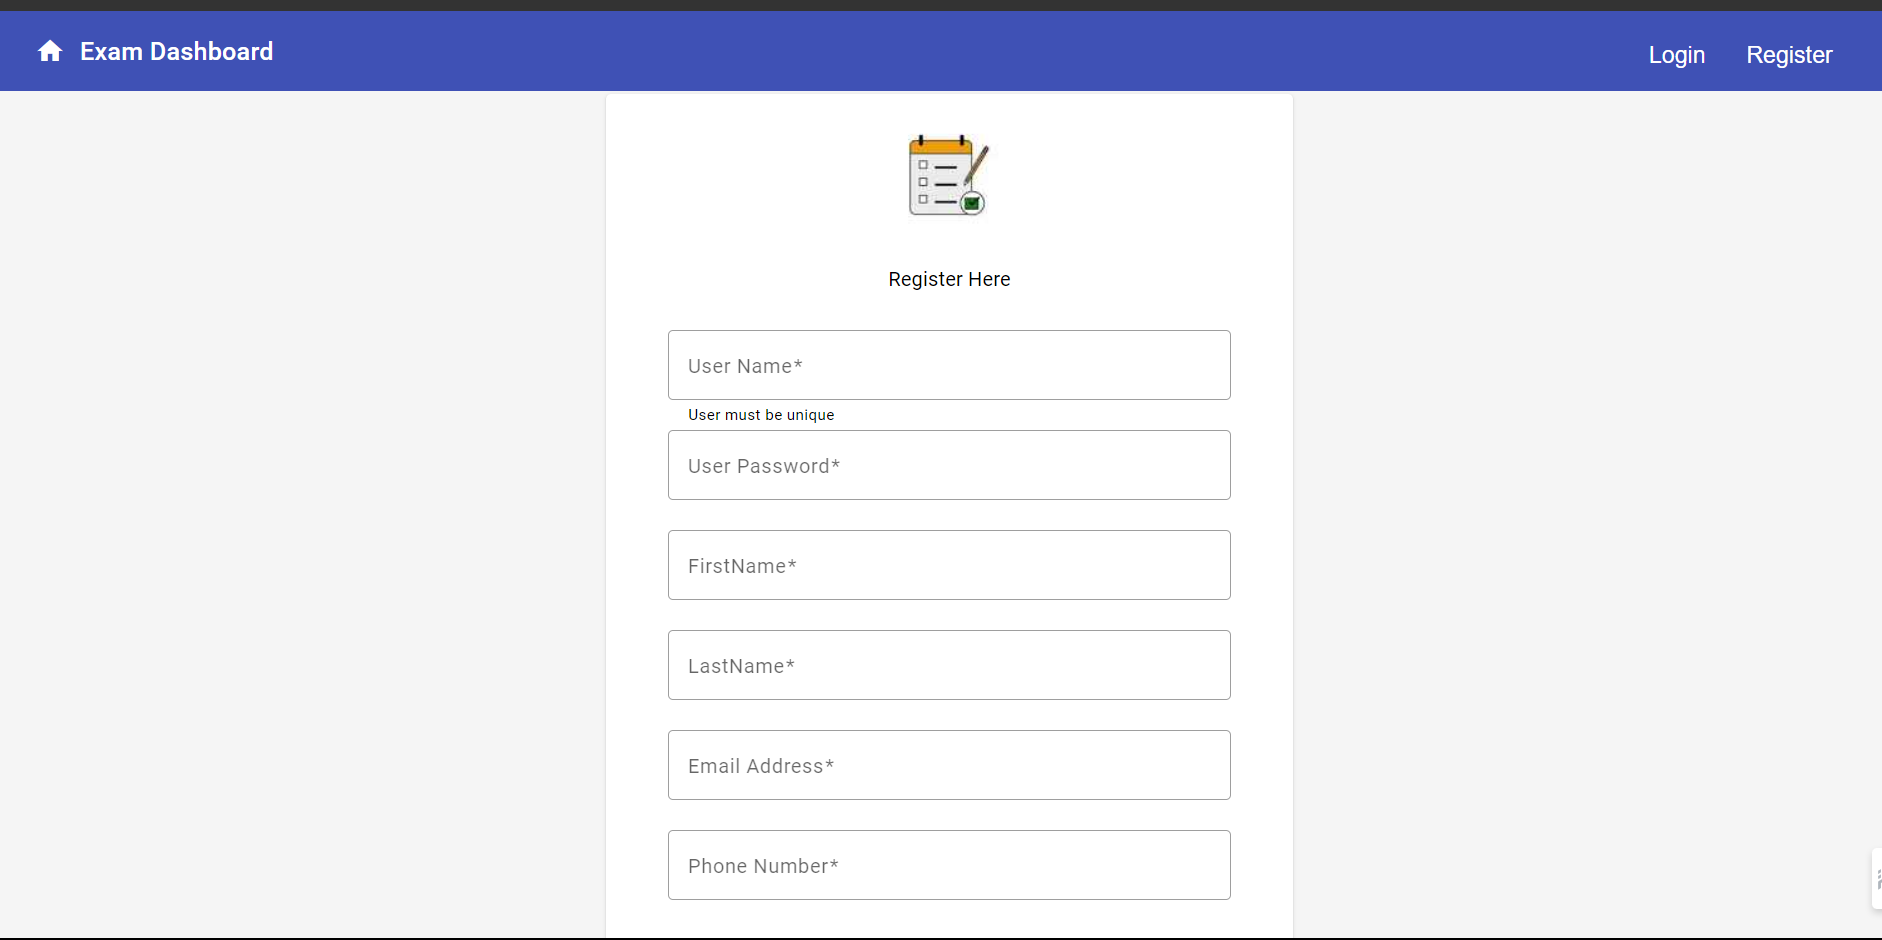 Exam Dashboard
Login
Register
Register Here
User Name*
User must be unique
User Password*
FirstName*
LastName*
Email Address*
Phone Number*